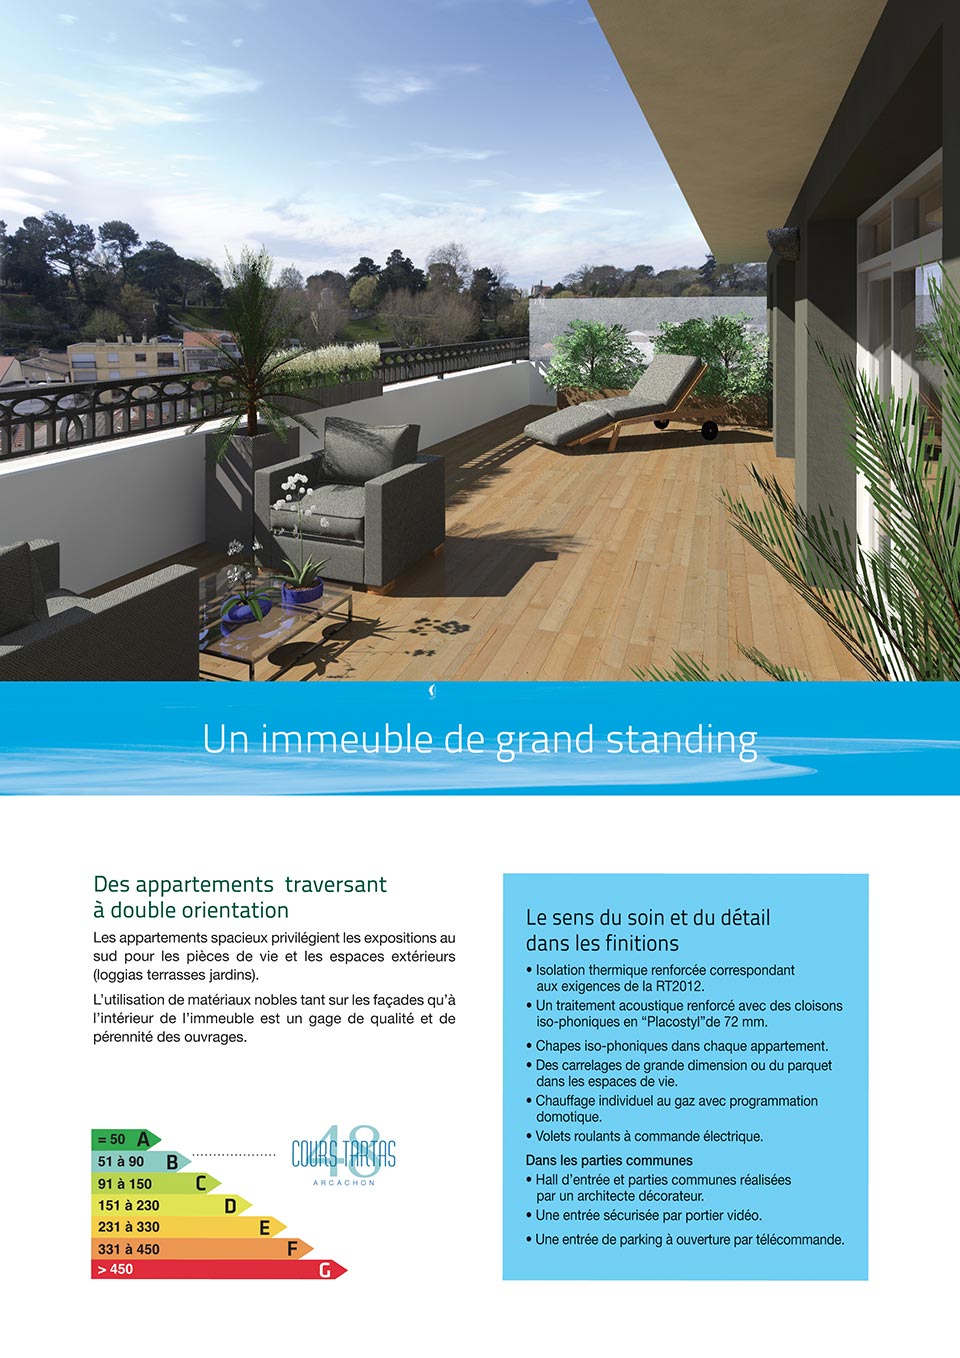 Un immeuble de grand standing
Des appartements traversant
à double orientation
Les appartements spacieux privilégient les expositions au
sud pour les pièces de vie et les espaces extérieurs
(loggias terrasses jardins).
L’utilisation de matériaux nobles tant sur les façades qu’à
l’intérieur de l’immeuble est un gage de qualité et de
pérennité des ouvrages.
= 50 A
51 à 90 B
91 à 150 C
151 à 230 D
231 à 330 E
331 à 450 F
> 450 G
48
COURS TARTAS
ARCACHON
Le sens du soin et du détail
dans les finitions
• Isolation thermique renforcée correspondant
aux exigences de la RT2012.
• Un traitement acoustique renforcé avec des cloisons
iso-phoniques en “Placostyl”de 72 mm.
• Chapes iso-phoniques dans chaque appartement.
• Des carrelages de grande dimension ou du parquet
dans les espaces de vie.
• Chauffage individuel au gaz avec programmation
domotique.
• Volets roulants à commande électrique.
Dans les parties communes
• Hall d’entrée et parties communes réalisées
par un architecte décorateur.
• Une entrée sécurisée par portier vidéo.
• Une entrée de parking à ouverture par télécommande.